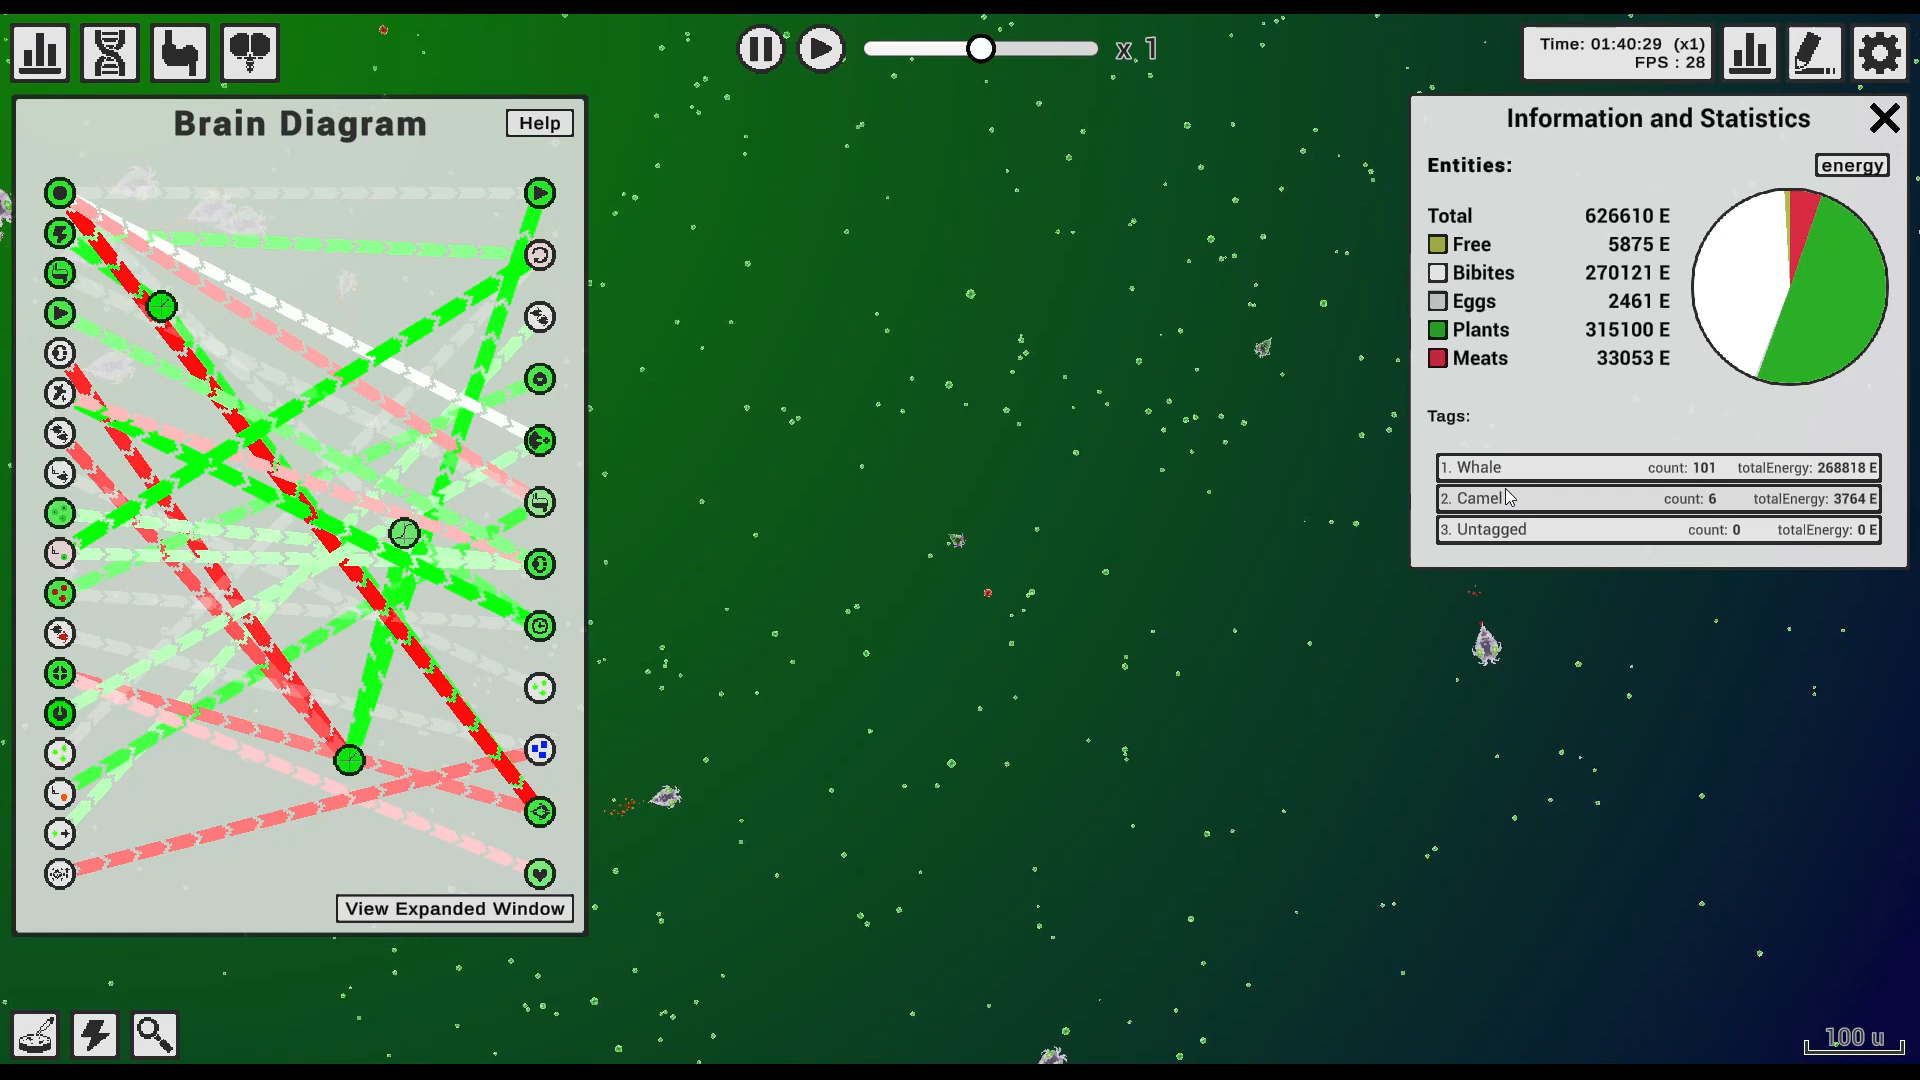 x 1
Time: 01:40:29 (x1)
FPS : 28
Brain Diagram
Help
View Expanded Window
Information and Statistics
Entities:
energy
Total 626610 E
Free 5875 E
Bibites 270121 E
Eggs 2461 E
Plants 315100 E
Meats 33053 E
Tags:
1. Whale count: 101 totalEnergy: 268818 E
2. Camel count: 6 totalEnergy: 3764 E
3. Untagged count: 0 totalEnergy: 0 E
100 u